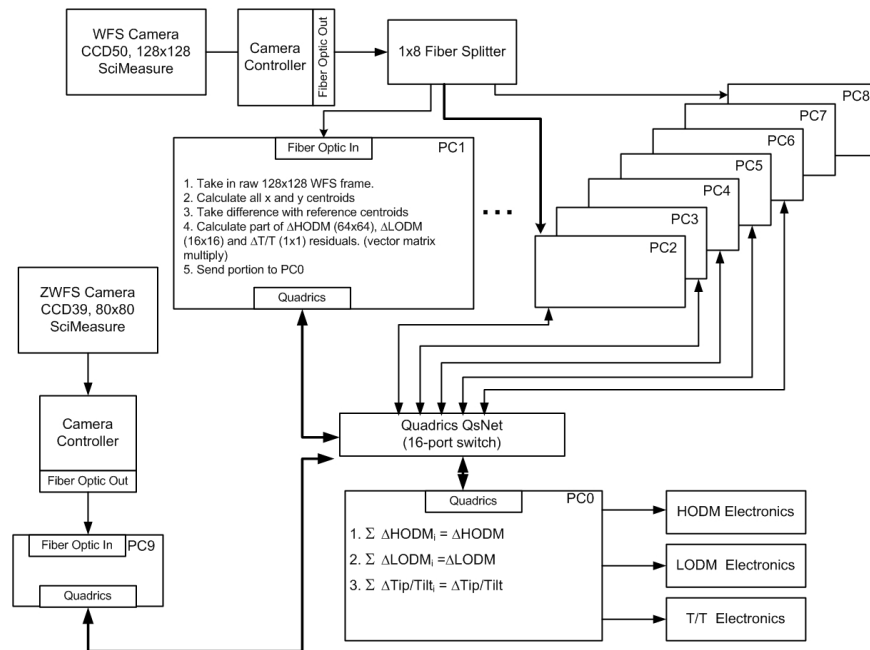 WFS Camera
CCD50, 128x128
SciMeasure
Camera
Controller
Fiber Optic Out
1x8 Fiber Splitter
PC8
PC7
PC6
PC5
PC4
PC3
PC2
Fiber Optic In
PC1
1. Take in raw 128x128 WFS frame.
2. Calculate all x and y centroids
3. Take difference with reference centroids
4. Calculate part of ΔHODM (64x64), ΔLODM
(16x16) and ΔT/T (1x1) residuals. (vector matrix
multiply)
5. Send portion to PC0
Quadrics
...
ZWFS Camera
CCD39, 80x80
SciMeasure
Camera
Controller
Fiber Optic Out
Fiber Optic In
PC9
Quadrics
Quadrics QsNet
(16-port switch)
Quadrics
PC0
1. Σ ΔHODMᵢ = ΔHODM
2. Σ ΔLODMᵢ =ΔLODM
3. Σ ΔTip/Tiltᵢ = ΔTip/Tilt
HODM Electronics
LODM Electronics
T/T Electronics